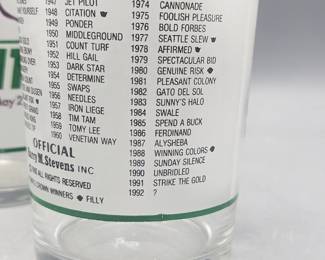 YOURSELF
1947 JET PILOT
1948 CITATION
1949 PONDER
1950 MIDDLEGROUND
1951 COUNT TURF
1952 HILL GAIL
1953 DARK STAR
1954 DETERMINE
1955 SWAPS
1956 NEEDLES
1957 IRON LIEGE
1958 TIM TAM
1959 TOMY LEE
1960 VENETIAN WAY
OFFICIAL
Harry M. Stevens INC
ALL RIGHTS RESERVED
CROWN WINNERS FILLY
1974 CANNONADE
1975 FOOLISH PLEASURE
1976 BOLD FORBES
1977 SEATTLE SLEW
1978 AFFIRMED
1979 SPECTACULAR BID
1980 GENUINE RISK
1981 PLEASANT COLONY
1982 GATO DEL SOL
1983 SUNNY'S HALO
1984 SWALE
1985 SPEND A BUCK
1986 FERDINAND
1987 ALYSHEBA
1988 WINNING COLORS
1989 SUNDAY SILENCE
1990 UNBRIDLED
1991 STRIKE THE GOLD
1992 ?